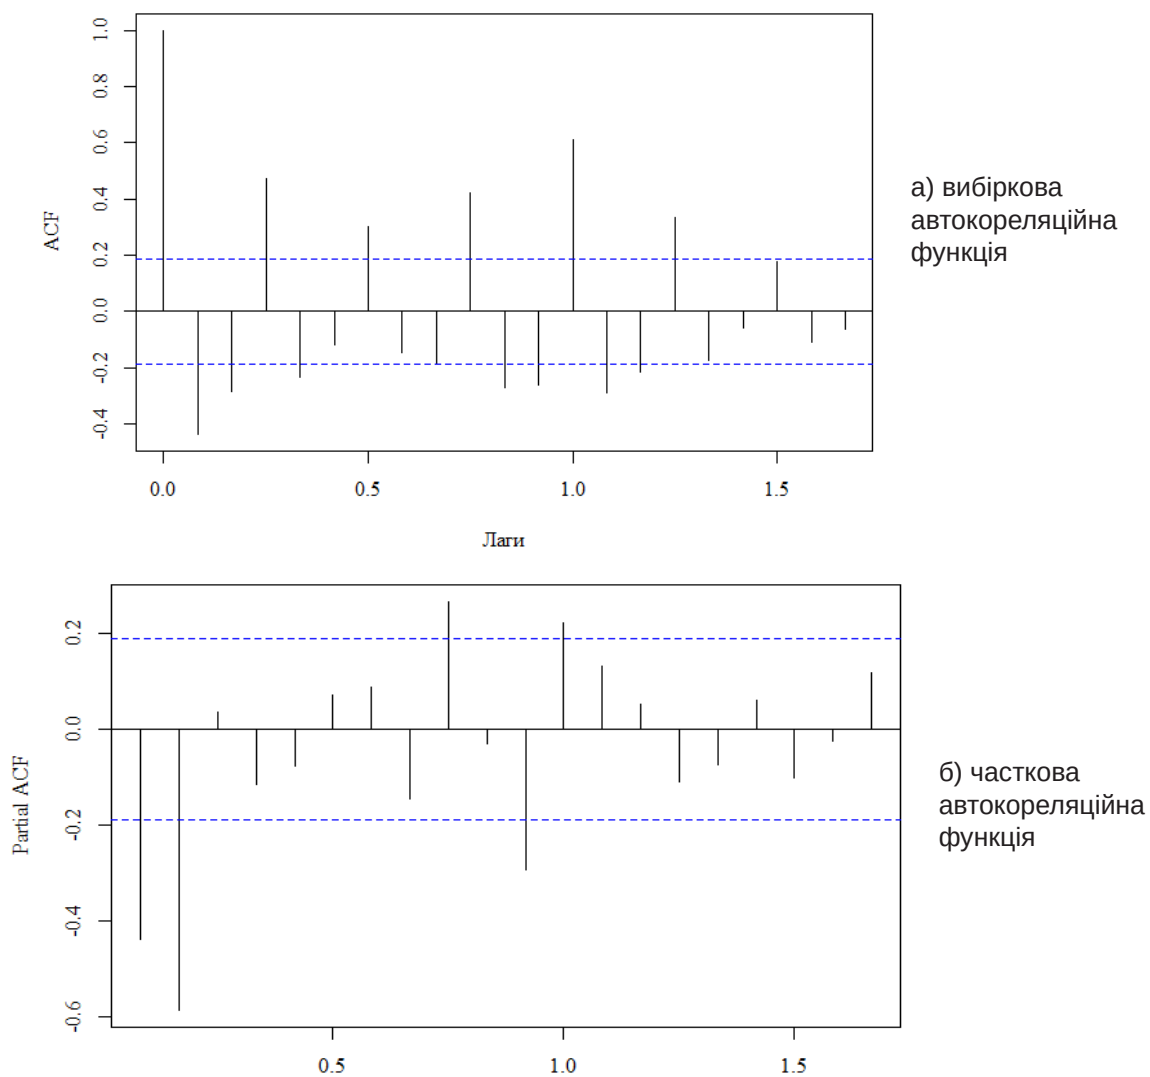 1.0
0.8
0.6
0.4
0.2
0.0
-0.2
-0.4
ACF
0.0 0.5 1.0 1.5
Лаги
а) вибіркова
автокореляційна
функція
0.2
0.0
-0.2
-0.4
-0.6
Partial ACF
0.5 1.0 1.5
б) часткова
автокореляційна
функція